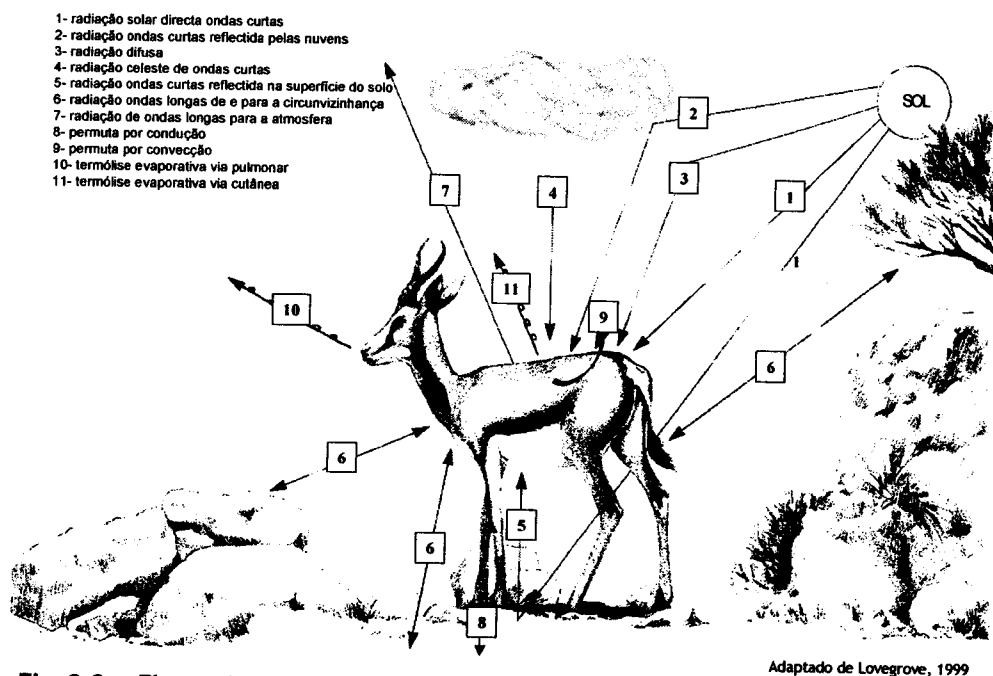 1- radiação solar directa ondas curtas
2- radiação ondas curtas reflectida pelas nuvens
3- radiação difusa
4- radiação celeste de ondas curtas
5- radiação ondas curtas reflectida na superfície do solo
6- radiação ondas longas de e para a circunvizinhança
7- radiação de ondas longas para a atmosfera
8- permuta por condução
9- permuta por convecção
10- termólise evaporativa via pulmonar
11- termólise evaporativa via cutânea
SOL
2
3
7
4
1
1
11
10
9
6
6
5
6
8
Adaptado de Lovegrove, 1999